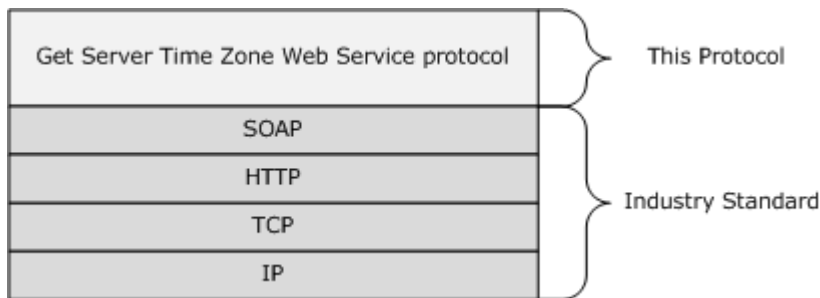 Get Server Time Zone Web Service protocol
This Protocol
SOAP
HTTP
TCP
IP
Industry Standard